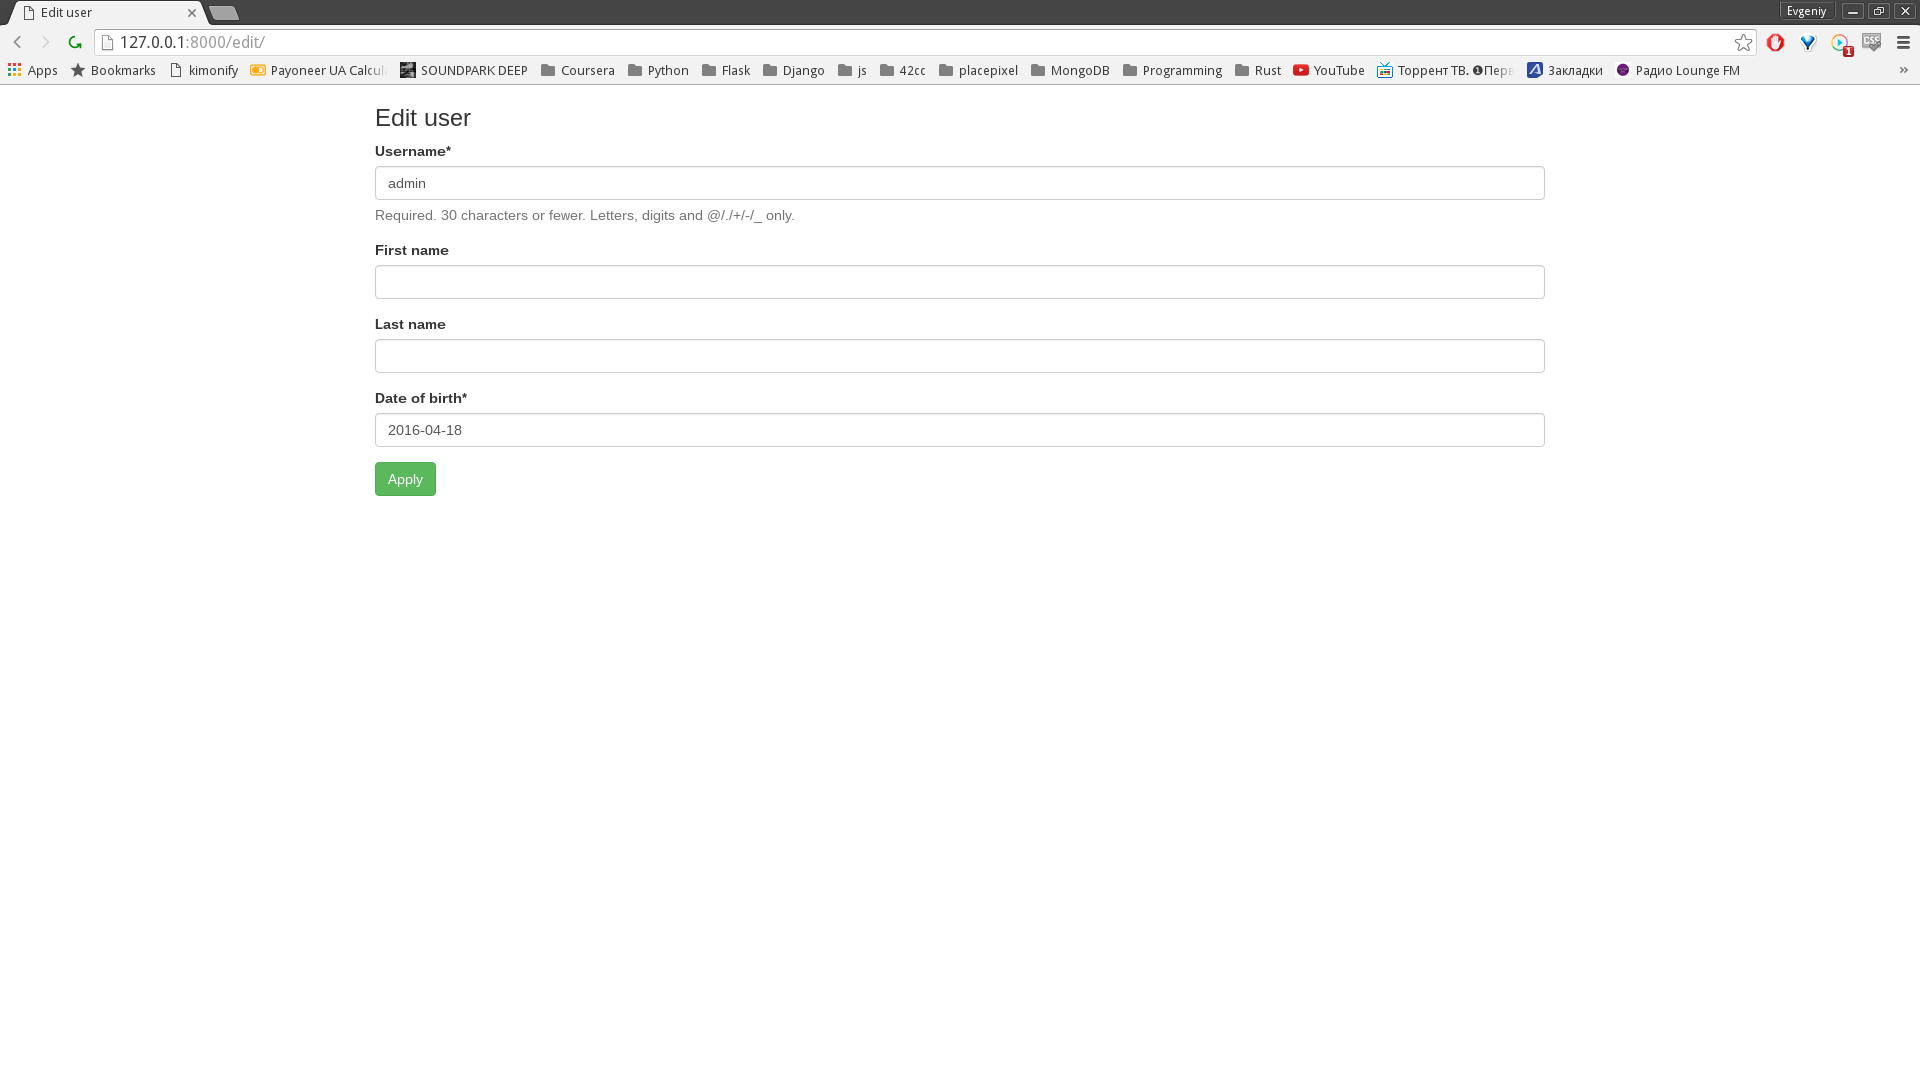 Edit user
Evgeniy
127.0.0.1:8000/edit/
CSS
1
Apps Bookmarks kimonify Payoneer UA Calcul SOUNDPARK DEEP Coursera Python Flask Django js 42cc placepixel MongoDB Programming Rust YouTube Торрент ТВ. ❶Перв Закладки Радио Lounge FM »
Edit user
Username*
admin
Required. 30 characters or fewer. Letters, digits and @/./+/-/_ only.
First name
Last name
Date of birth*
2016-04-18
Apply